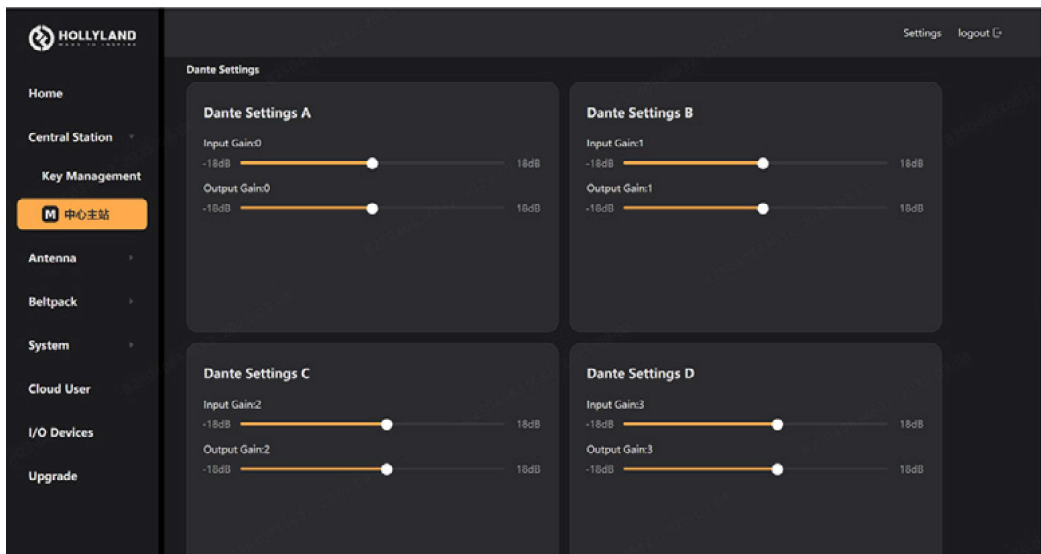 HOLLYLAND
MADE TO INSPIRE
Settings logout
Dante Settings
Home
Central Station
Key Management
M 中心主站
Antenna
Beltpack
System
Cloud User
I/O Devices
Upgrade
Dante Settings A
Input Gain:0
-18dB 18dB
Output Gain:0
-18dB 18dB
Dante Settings B
Input Gain:1
-18dB 18dB
Output Gain:1
-18dB 18dB
Dante Settings C
Input Gain:2
-18dB 18dB
Output Gain:2
-18dB 18dB
Dante Settings D
Input Gain:3
-18dB 18dB
Output Gain:3
-18dB 18dB